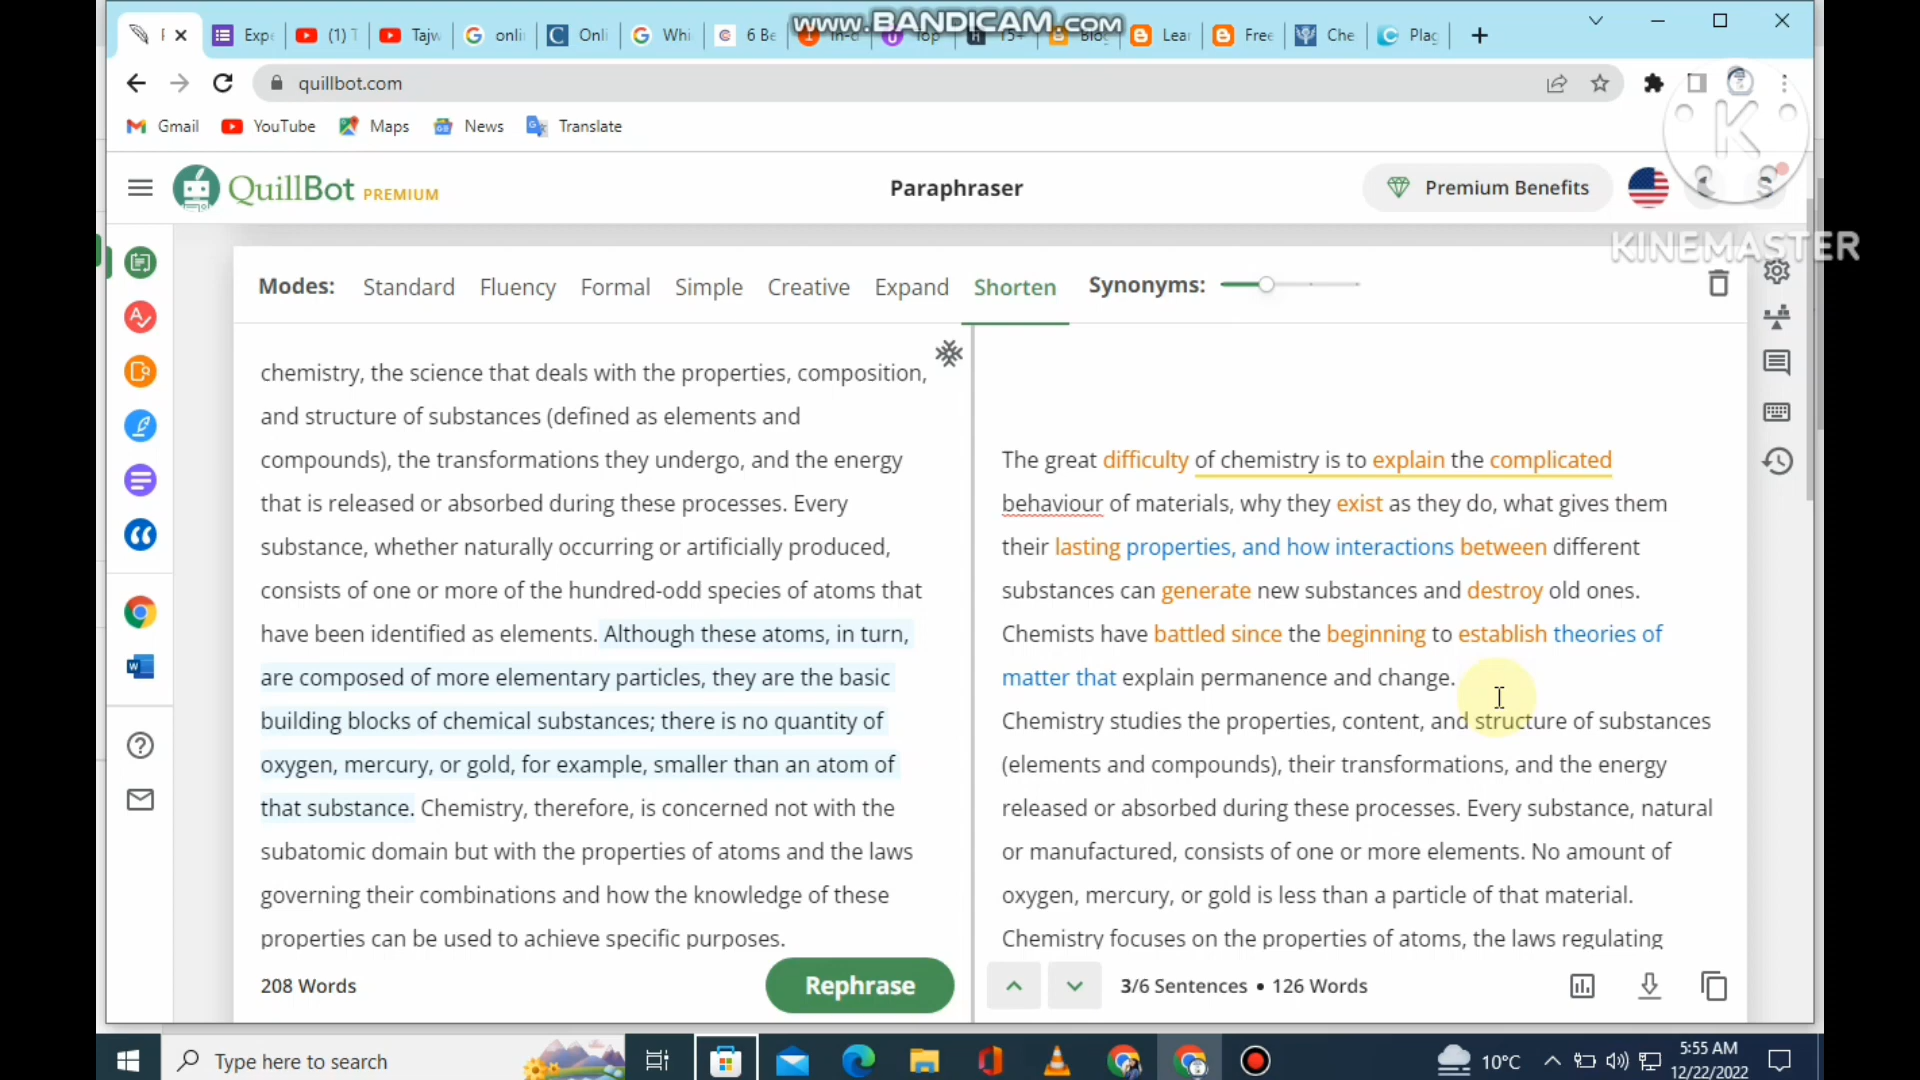 www.BANDICAM.com
Expe (1) T Tajw onli Onli Whi 6 Be Top 15+ Blog Lear Free Che Plag
quillbot.com
Gmail YouTube Maps News Translate
QuillBot PREMIUM Paraphraser Premium Benefits
K
KINEMASTER
Modes: Standard Fluency Formal Simple Creative Expand Shorten Synonyms:
chemistry, the science that deals with the properties, composition,
and structure of substances (defined as elements and
compounds), the transformations they undergo, and the energy
that is released or absorbed during these processes. Every
substance, whether naturally occurring or artificially produced,
consists of one or more of the hundred-odd species of atoms that
have been identified as elements. Although these atoms, in turn,
are composed of more elementary particles, they are the basic
building blocks of chemical substances; there is no quantity of
oxygen, mercury, or gold, for example, smaller than an atom of
that substance. Chemistry, therefore, is concerned not with the
subatomic domain but with the properties of atoms and the laws
governing their combinations and how the knowledge of these
properties can be used to achieve specific purposes.
208 Words Rephrase
The great difficulty of chemistry is to explain the complicated
behaviour of materials, why they exist as they do, what gives them
their lasting properties, and how interactions between different
substances can generate new substances and destroy old ones.
Chemists have battled since the beginning to establish theories of
matter that explain permanence and change.
Chemistry studies the properties, content, and structure of substances
(elements and compounds), their transformations, and the energy
released or absorbed during these processes. Every substance, natural
or manufactured, consists of one or more elements. No amount of
oxygen, mercury, or gold is less than a particle of that material.
Chemistry focuses on the properties of atoms, the laws regulating
3/6 Sentences • 126 Words
Type here to search
10°C
5:55 AM
12/22/2022